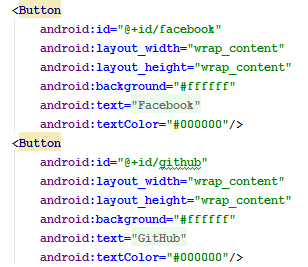 <Button
android:id="@+id/facebook"
android:layout_width="wrap_content"
android:layout_height="wrap_content"
android:background="#ffffff"
android:text="Facebook"
android:textColor="#000000"/>
<Button
android:id="@+id/github"
android:layout_width="wrap_content"
android:layout_height="wrap_content"
android:background="#ffffff"
android:text="GitHub"
android:textColor="#000000"/>